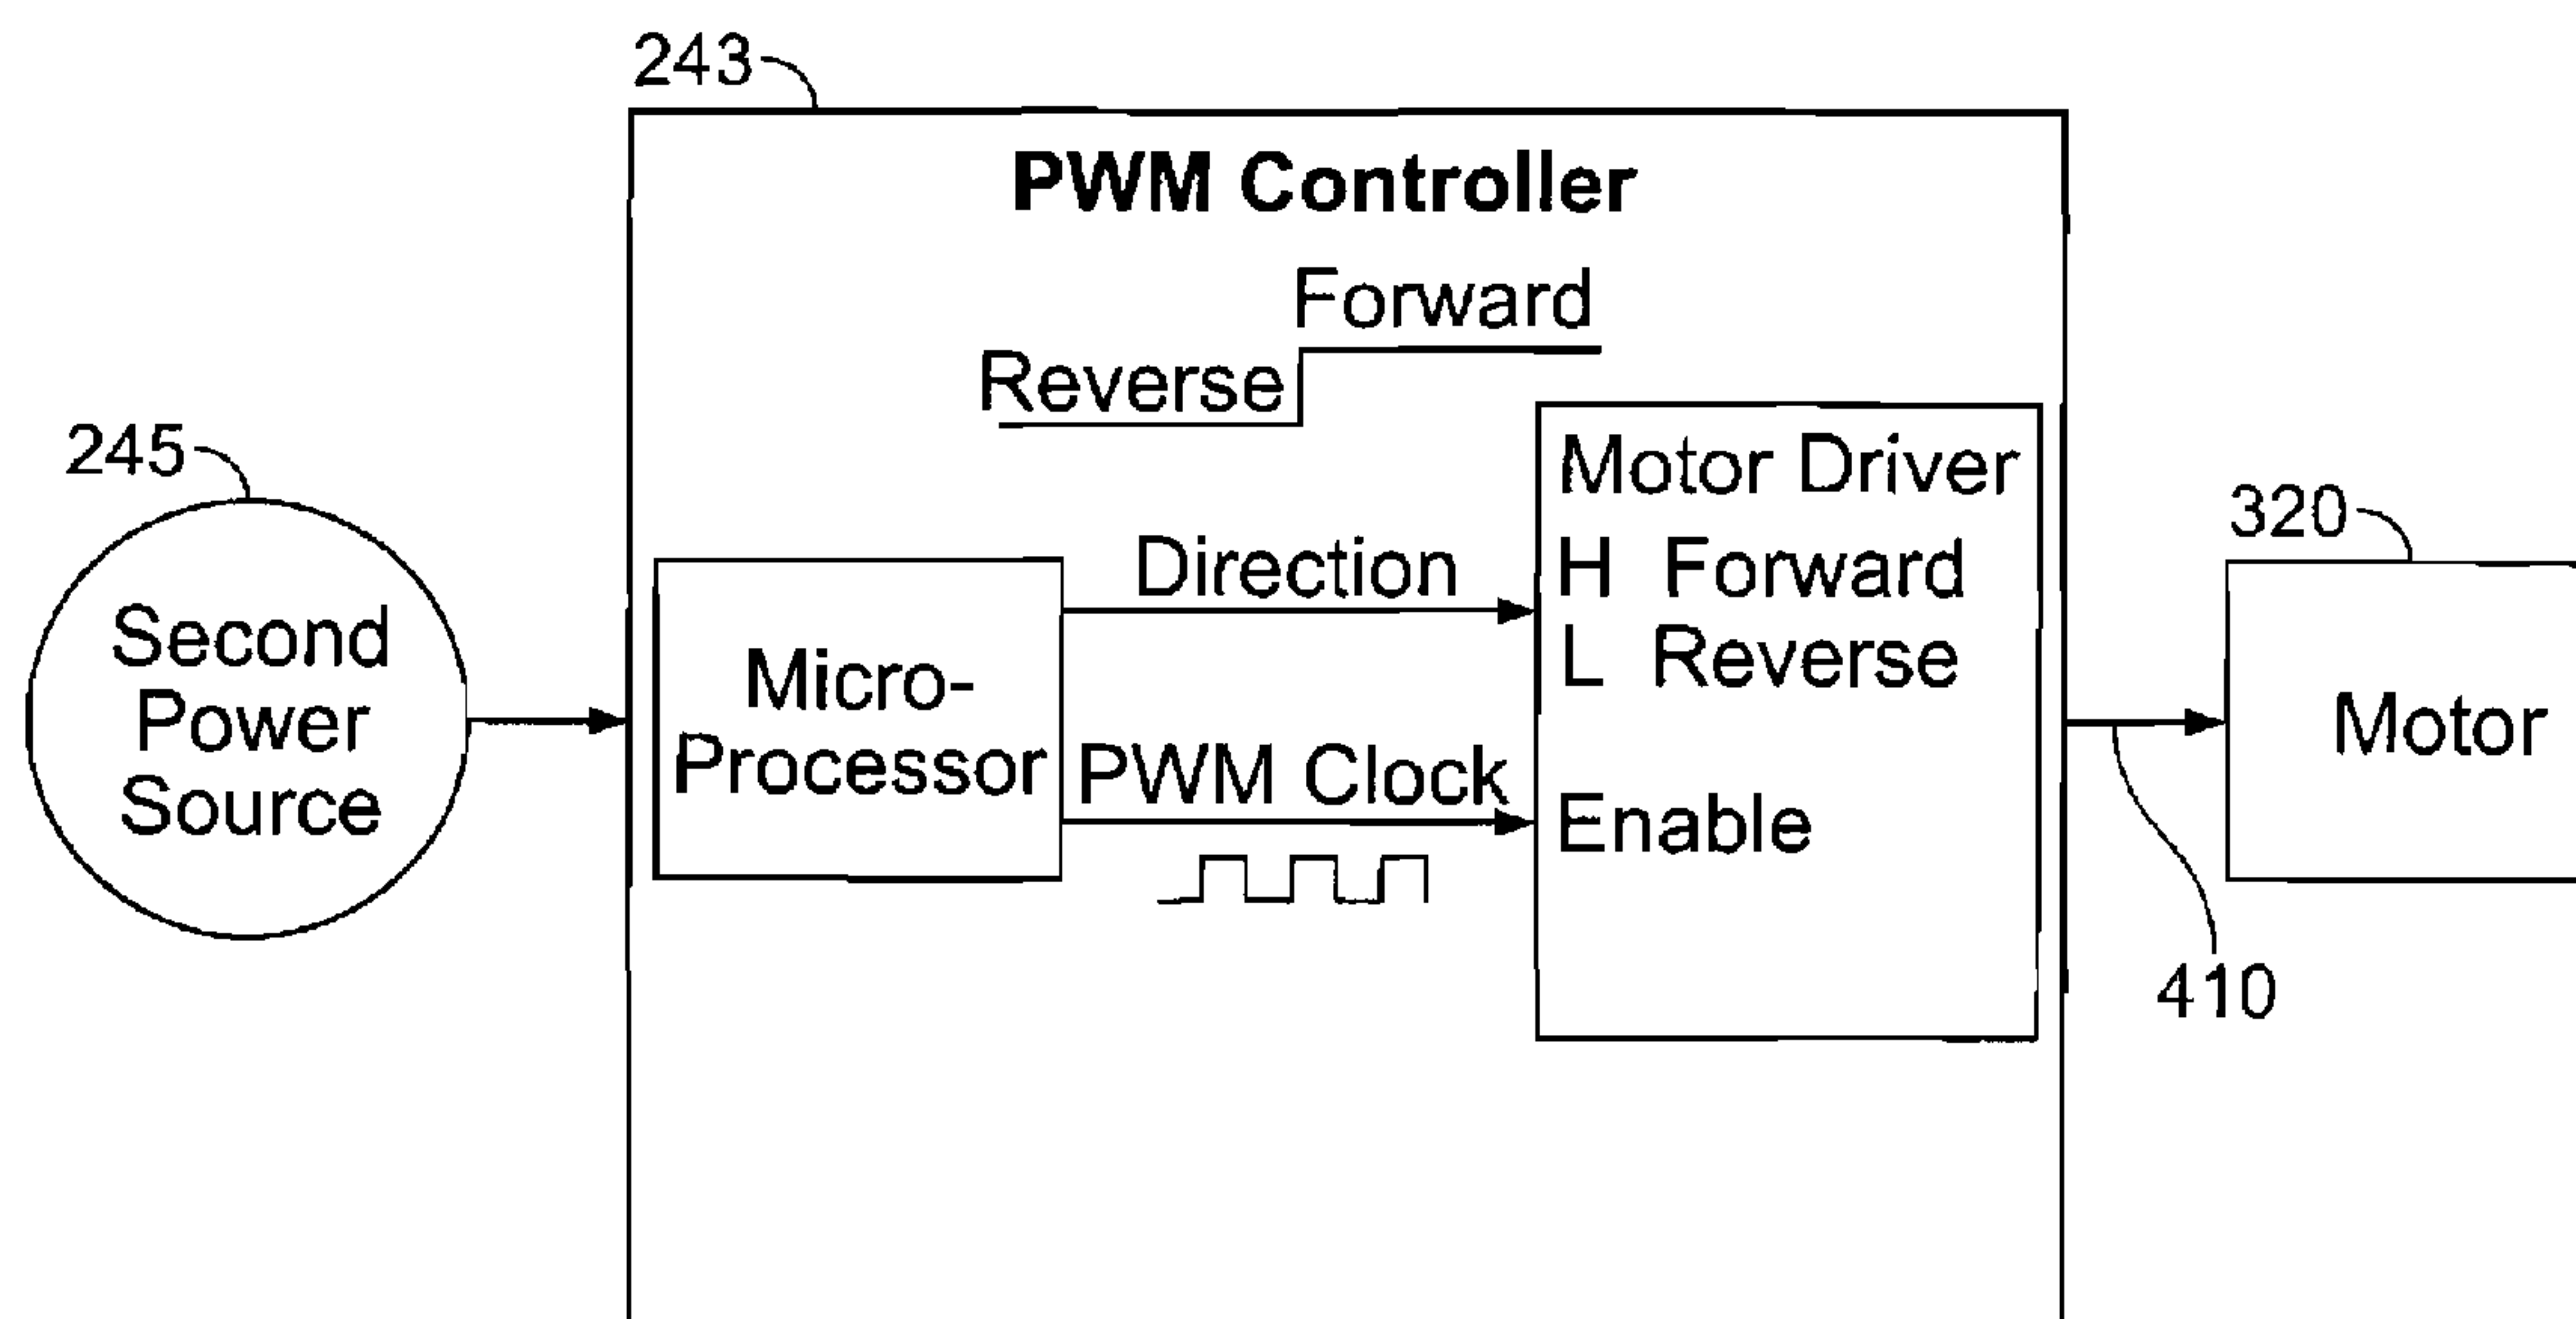 243
PWM Controller
Forward
Reverse
245
Second
Power
Source
Micro-
Processor
Direction
PWM Clock
Motor Driver
H Forward
L Reverse
Enable
320
Motor
410